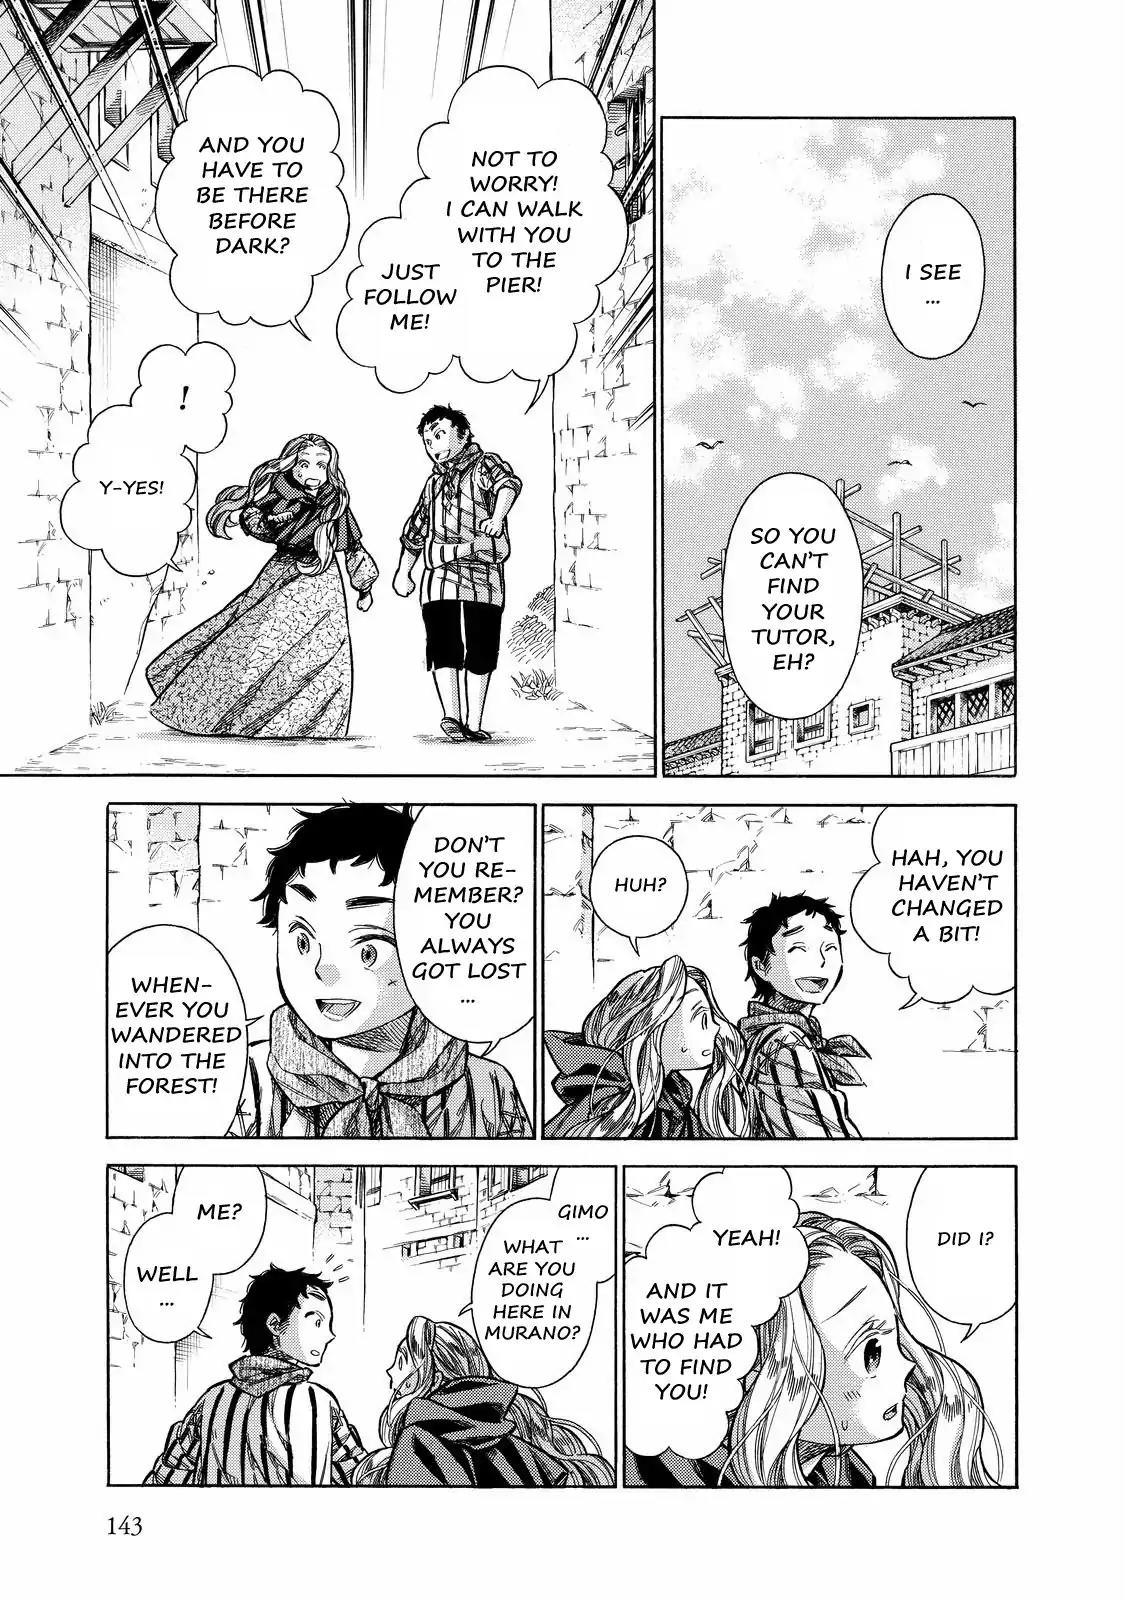 I SEE
...
SO YOU
CAN'T
FIND
YOUR
TUTOR,
EH?
AND YOU
HAVE TO
BE THERE
BEFORE
DARK?
NOT TO
WORRY!
I CAN WALK
WITH YOU
TO THE
PIER!
JUST
FOLLOW
ME!
!
Y-YES!
HAH, YOU
HAVEN'T
CHANGED
A BIT!
HUH?
DON'T
YOU RE-
MEMBER?
YOU
ALWAYS
GOT LOST
...
WHEN-
EVER YOU
WANDERED
INTO THE
FOREST!
DID I?
YEAH!
AND IT
WAS ME
WHO HAD
TO FIND
YOU!
GIMO
...
WHAT
ARE YOU
DOING
HERE IN
MURANO?
ME?
WELL
...
143